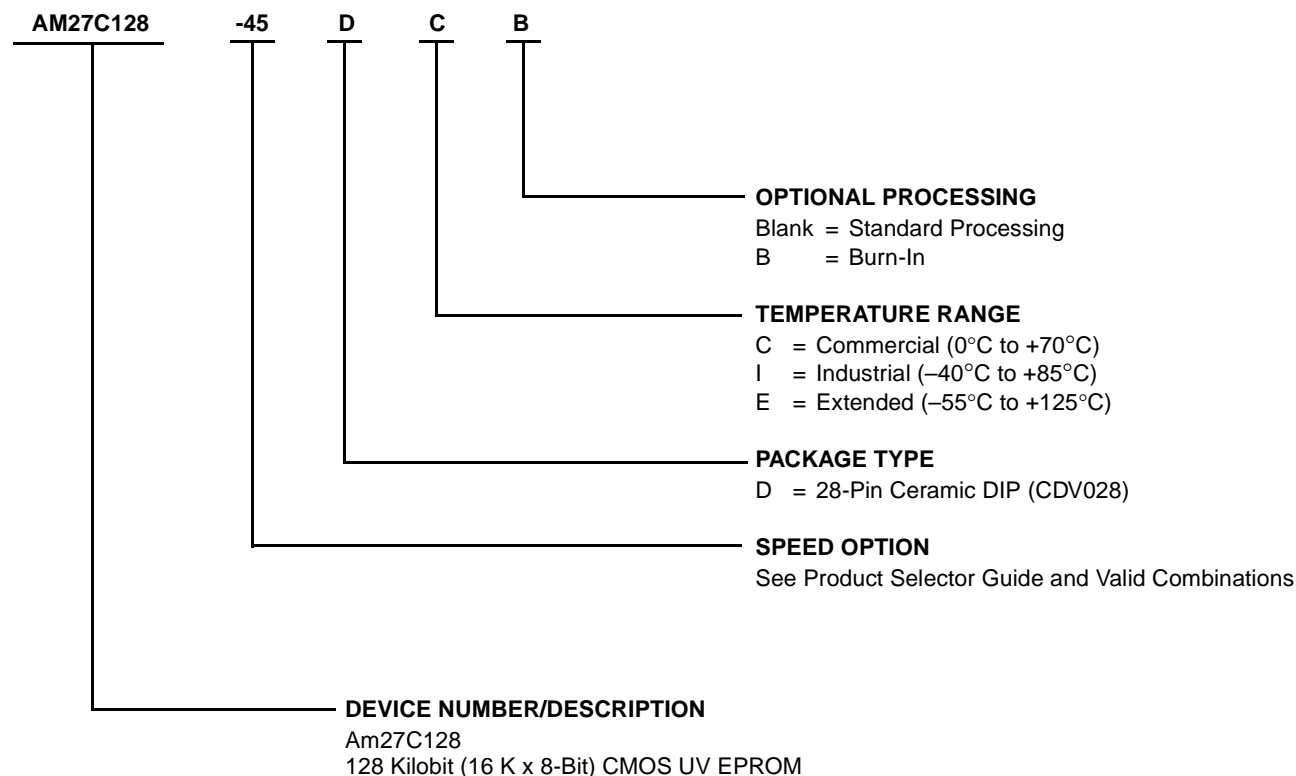 AM27C128 -45 D C B
OPTIONAL PROCESSING
Blank = Standard Processing
B = Burn-In
TEMPERATURE RANGE
C = Commercial (0°C to +70°C)
I = Industrial (–40°C to +85°C)
E = Extended (–55°C to +125°C)
PACKAGE TYPE
D = 28-Pin Ceramic DIP (CDV028)
SPEED OPTION
See Product Selector Guide and Valid Combinations
DEVICE NUMBER/DESCRIPTION
Am27C128
128 Kilobit (16 K x 8-Bit) CMOS UV EPROM